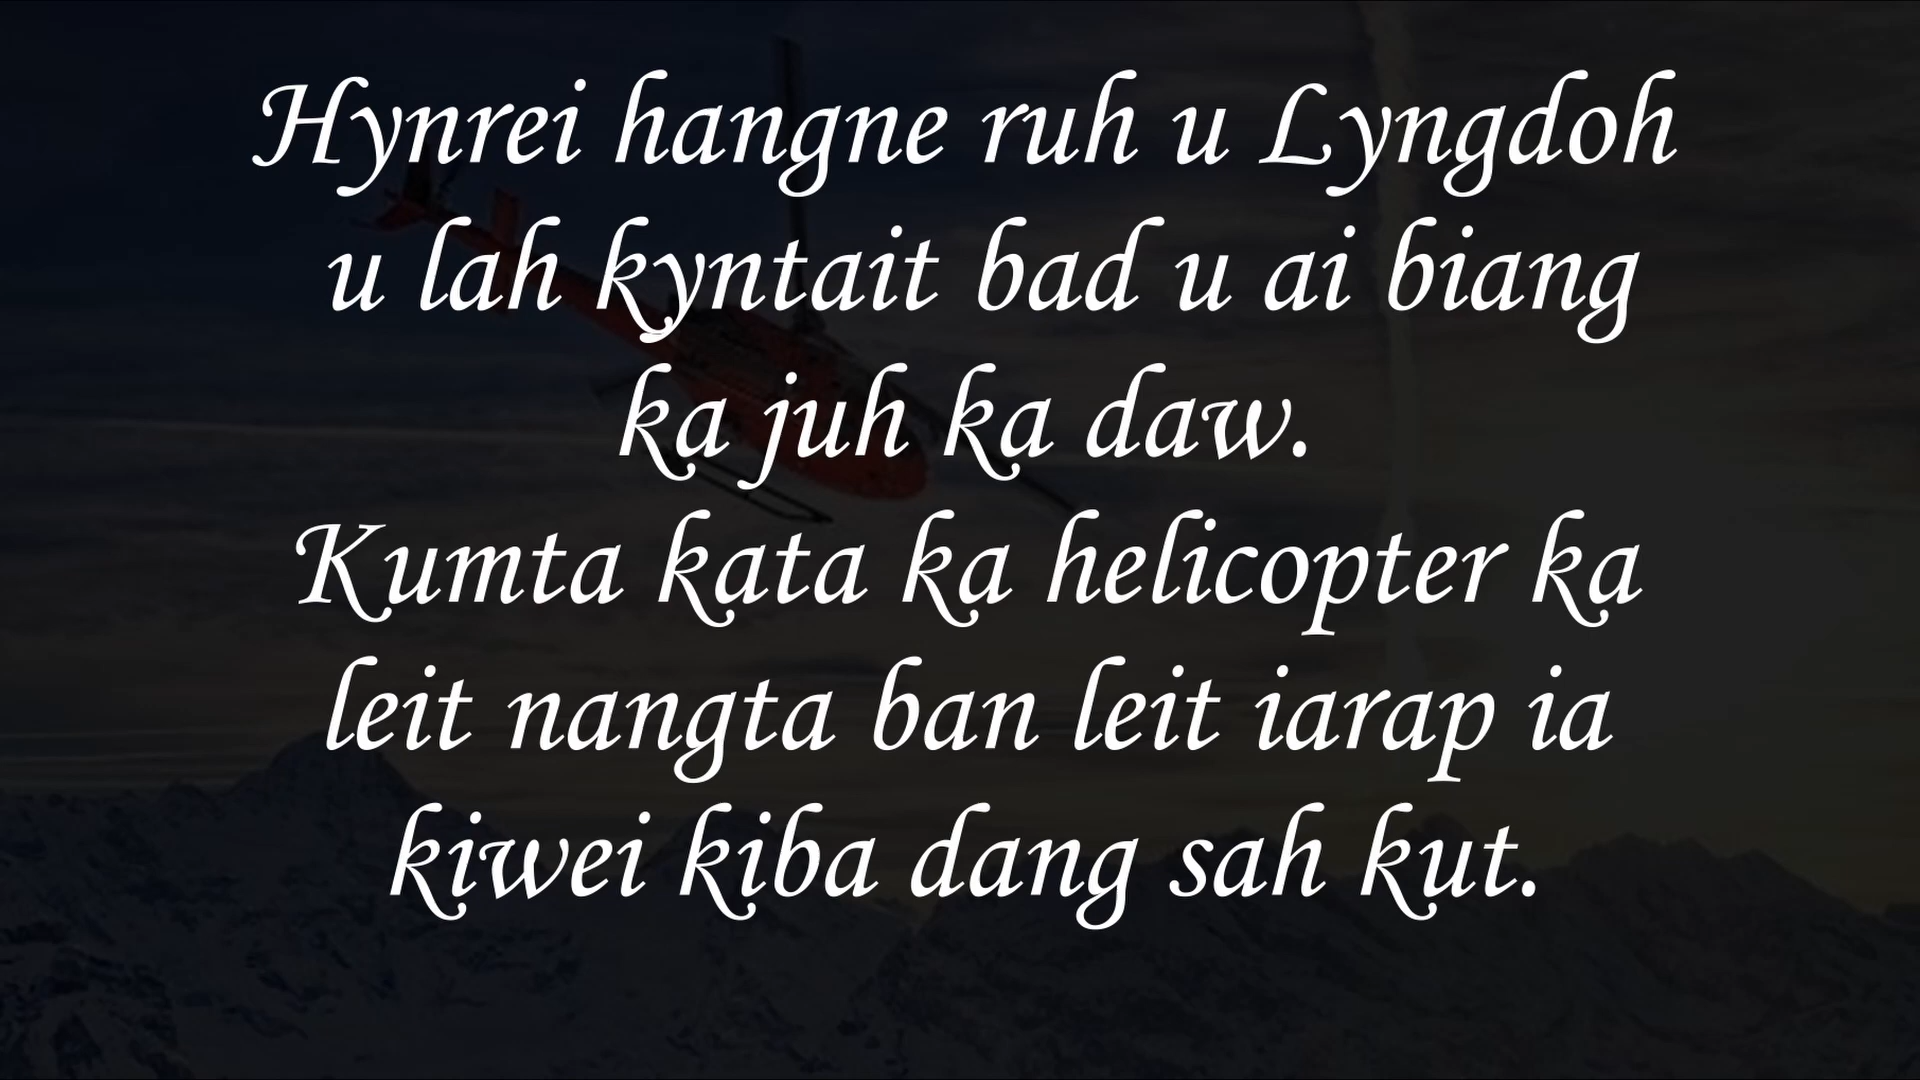 Hynrei hangne ruh u Lyngdoh
u lah kyntait bad u ai biang
ka juh ka daw.
Kumta kata ka helicopter ka
leit nangta ban leit iarap ia
kiwei kiba dang sah kut.